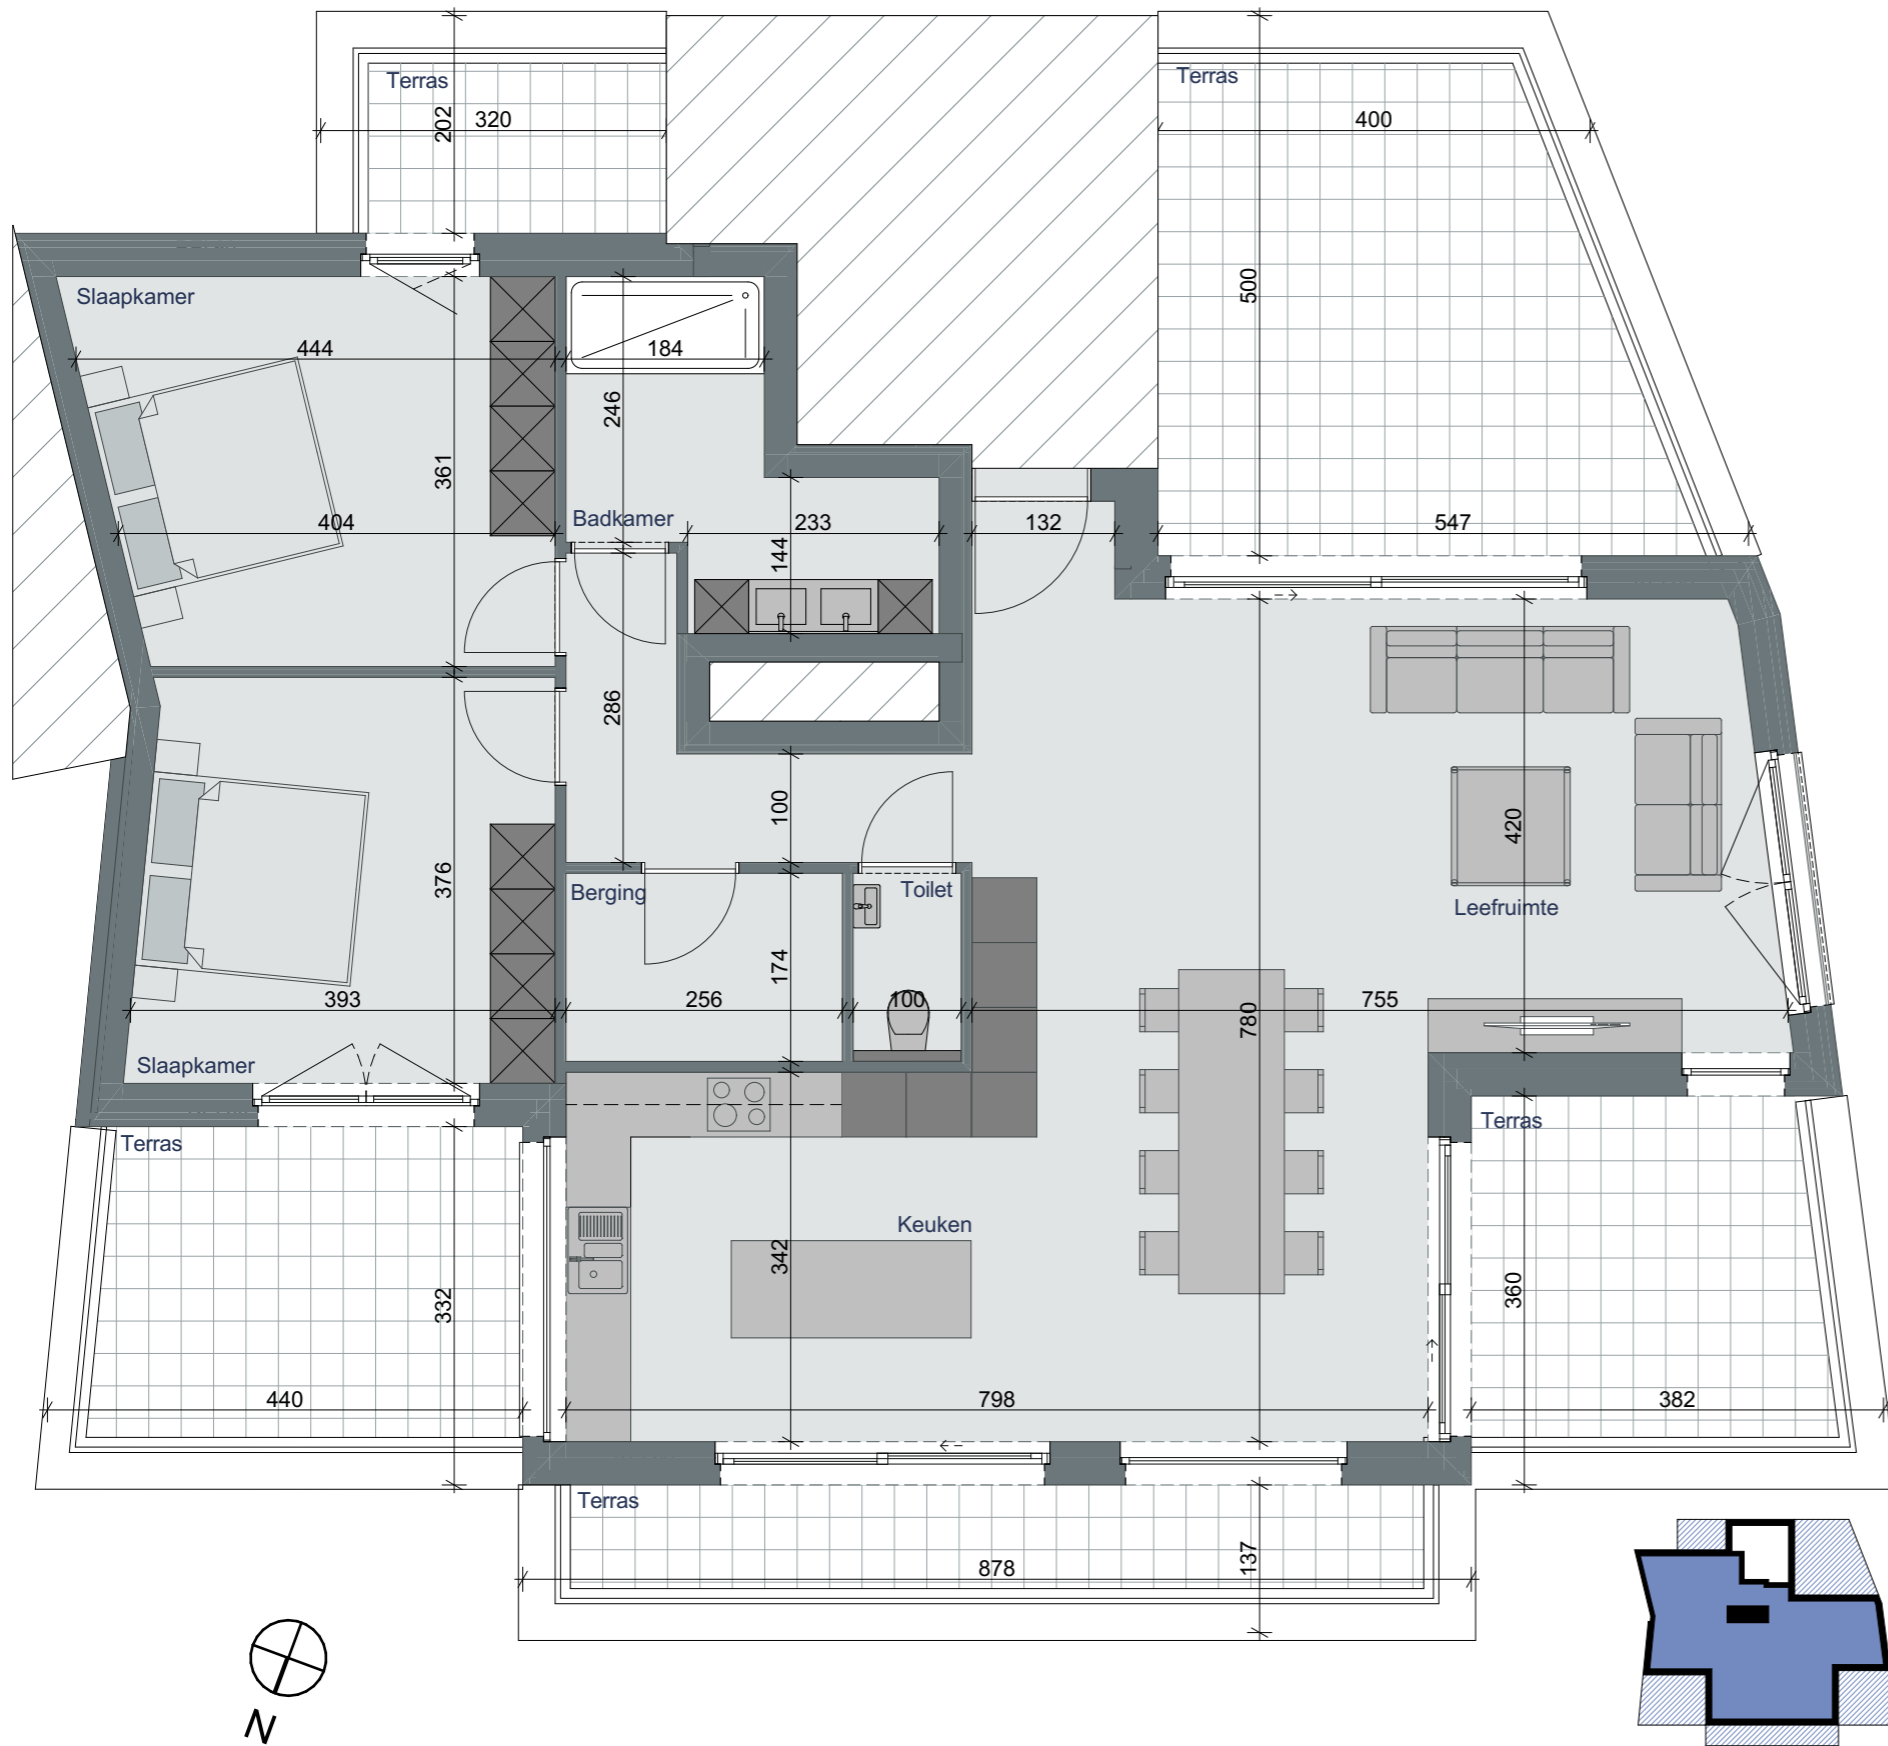 Terras
Terras
202
320
400
500
Slaapkamer
444
184
246
361
404
Badkamer
233
132
547
144
286
100
420
376
Berging
Toilet
Leefruimte
174
393
256
100
780
755
Slaapkamer
Terras
Terras
Keuken
332
342
360
440
798
382
Terras
878
137
N